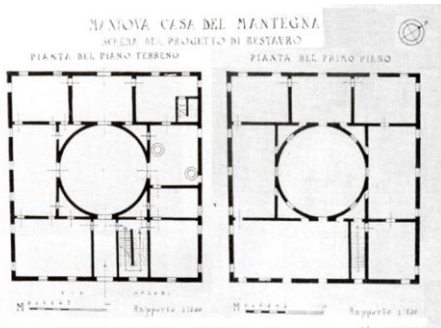 MANTOVA CASA DEL MANTEGNA
SCHEMA DEL PROGETTO DI RESTAURO
PIANTA DEL PIANO TERRENO
PIANTA DEL PRIMO PIANO
VIA
M
Rapporto 1:200
M
Rapporto 1:200